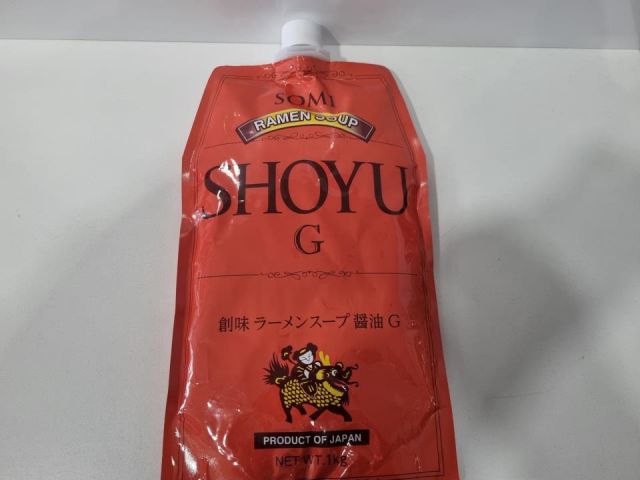 SOMI
RAMEN SOUP
SHOYU
G
創味 ラーメンスープ 醤油 G
PRODUCT OF JAPAN
NET WT. 1kg